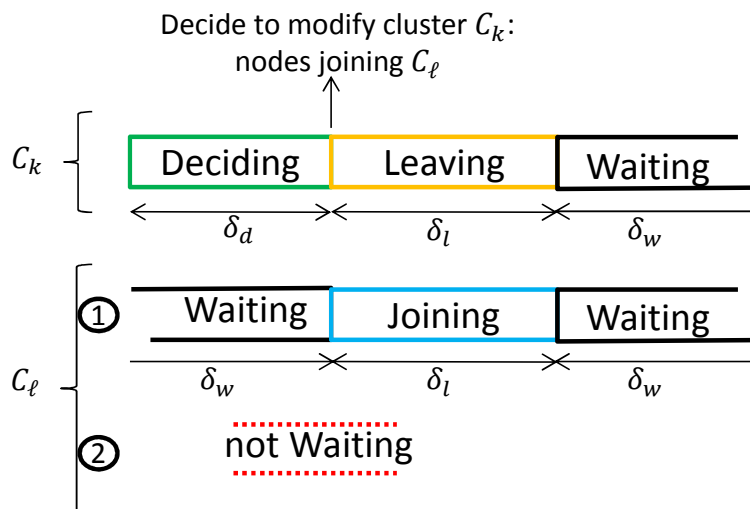 Decide to modify cluster C_k:
nodes joining C_ℓ
C_k
Deciding Leaving Waiting
δ_d δ_l δ_w
1 Waiting Joining Waiting
δ_w δ_l δ_w
C_ℓ
2 not Waiting